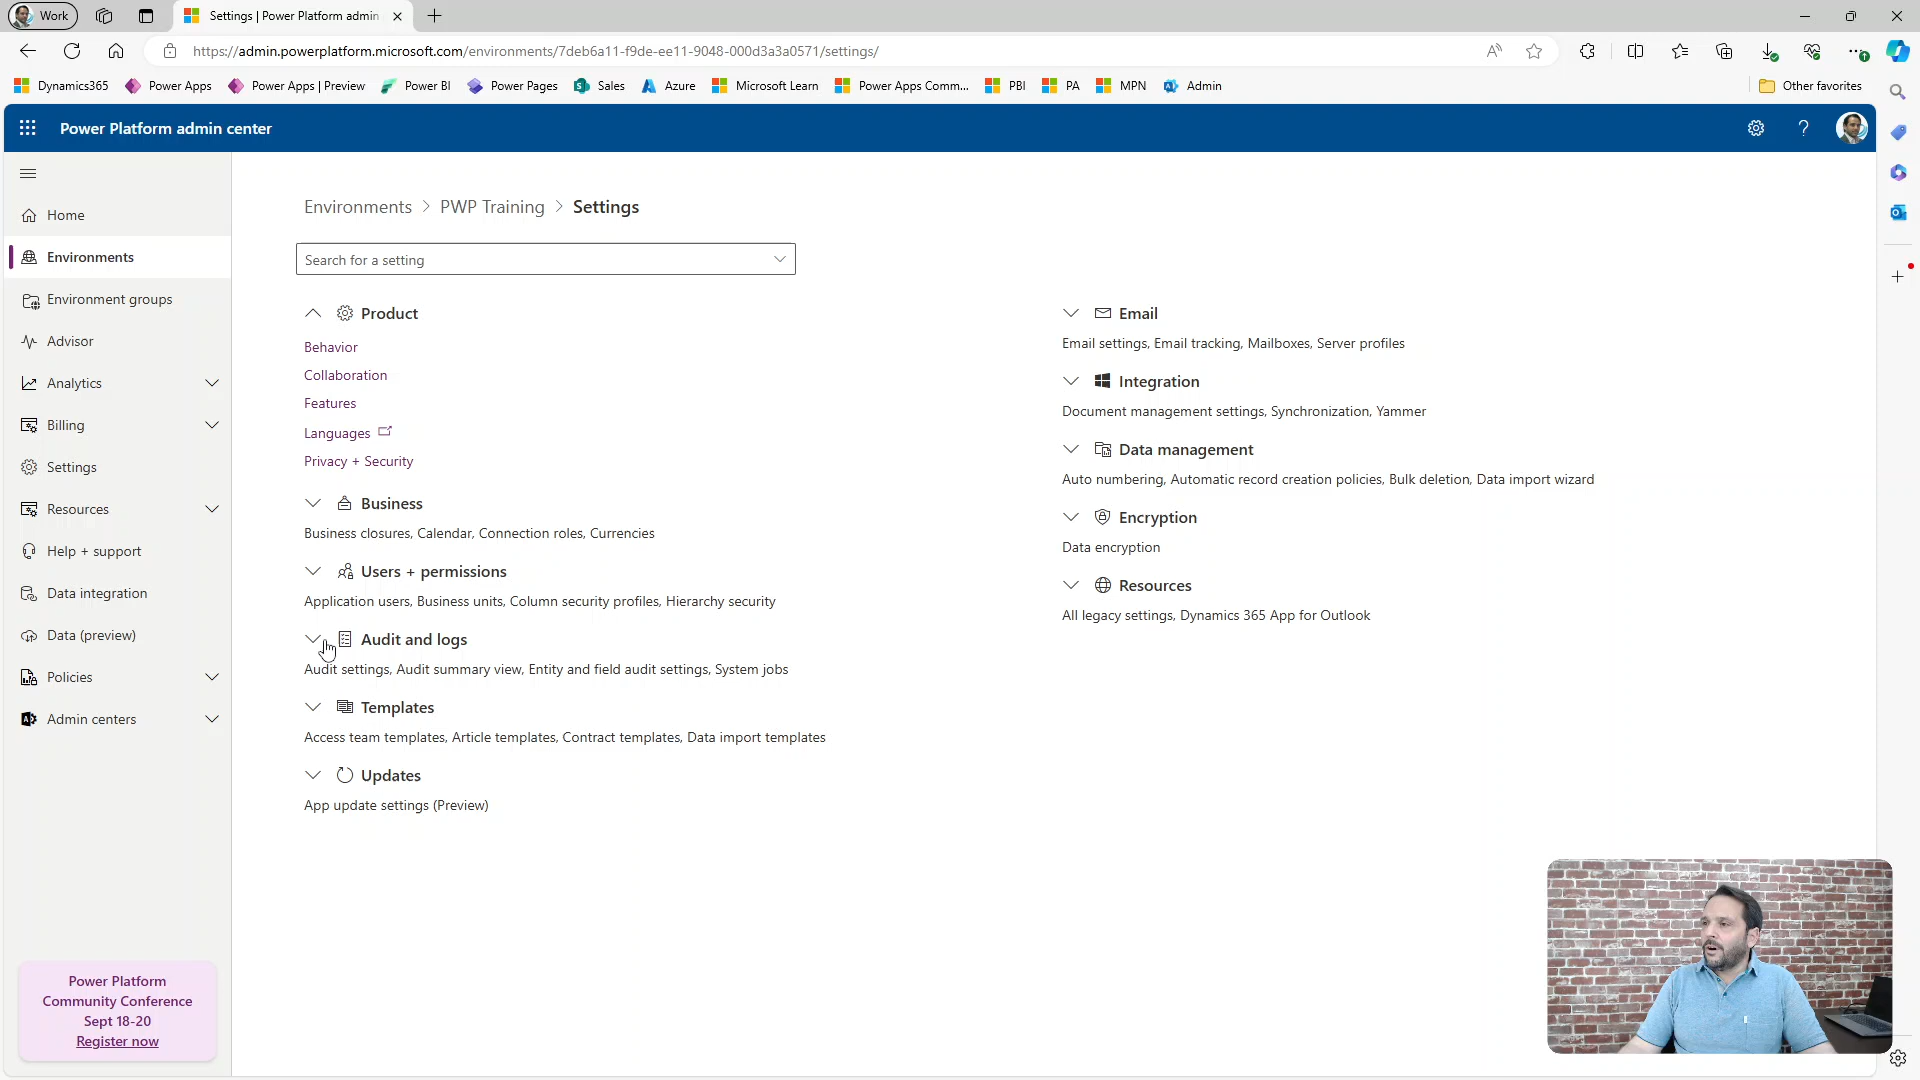 Work
Settings | Power Platform admin
https://admin.powerplatform.microsoft.com/environments/7deb6a11-f9de-ee11-9048-000d3a3a0571/settings/
Dynamics365
Power Apps
Power Apps | Preview
Power BI
Power Pages
Sales
Azure
Microsoft Learn
Power Apps Comm...
PBI
PA
MPN
Admin
Other favorites
Power Platform admin center
Home
Environments
Environment groups
Advisor
Analytics
Billing
Settings
Resources
Help + support
Data integration
Data (preview)
Policies
Admin centers
Power Platform
Community Conference
Sept 18-20
Register now
Environments > PWP Training > Settings
Search for a setting
Product
Behavior
Collaboration
Features
Languages
Privacy + Security
Business
Business closures, Calendar, Connection roles, Currencies
Users + permissions
Application users, Business units, Column security profiles, Hierarchy security
Audit and logs
Audit settings, Audit summary view, Entity and field audit settings, System jobs
Templates
Access team templates, Article templates, Contract templates, Data import templates
Updates
App update settings (Preview)
Email
Email settings, Email tracking, Mailboxes, Server profiles
Integration
Document management settings, Synchronization, Yammer
Data management
Auto numbering, Automatic record creation policies, Bulk deletion, Data import wizard
Encryption
Data encryption
Resources
All legacy settings, Dynamics 365 App for Outlook